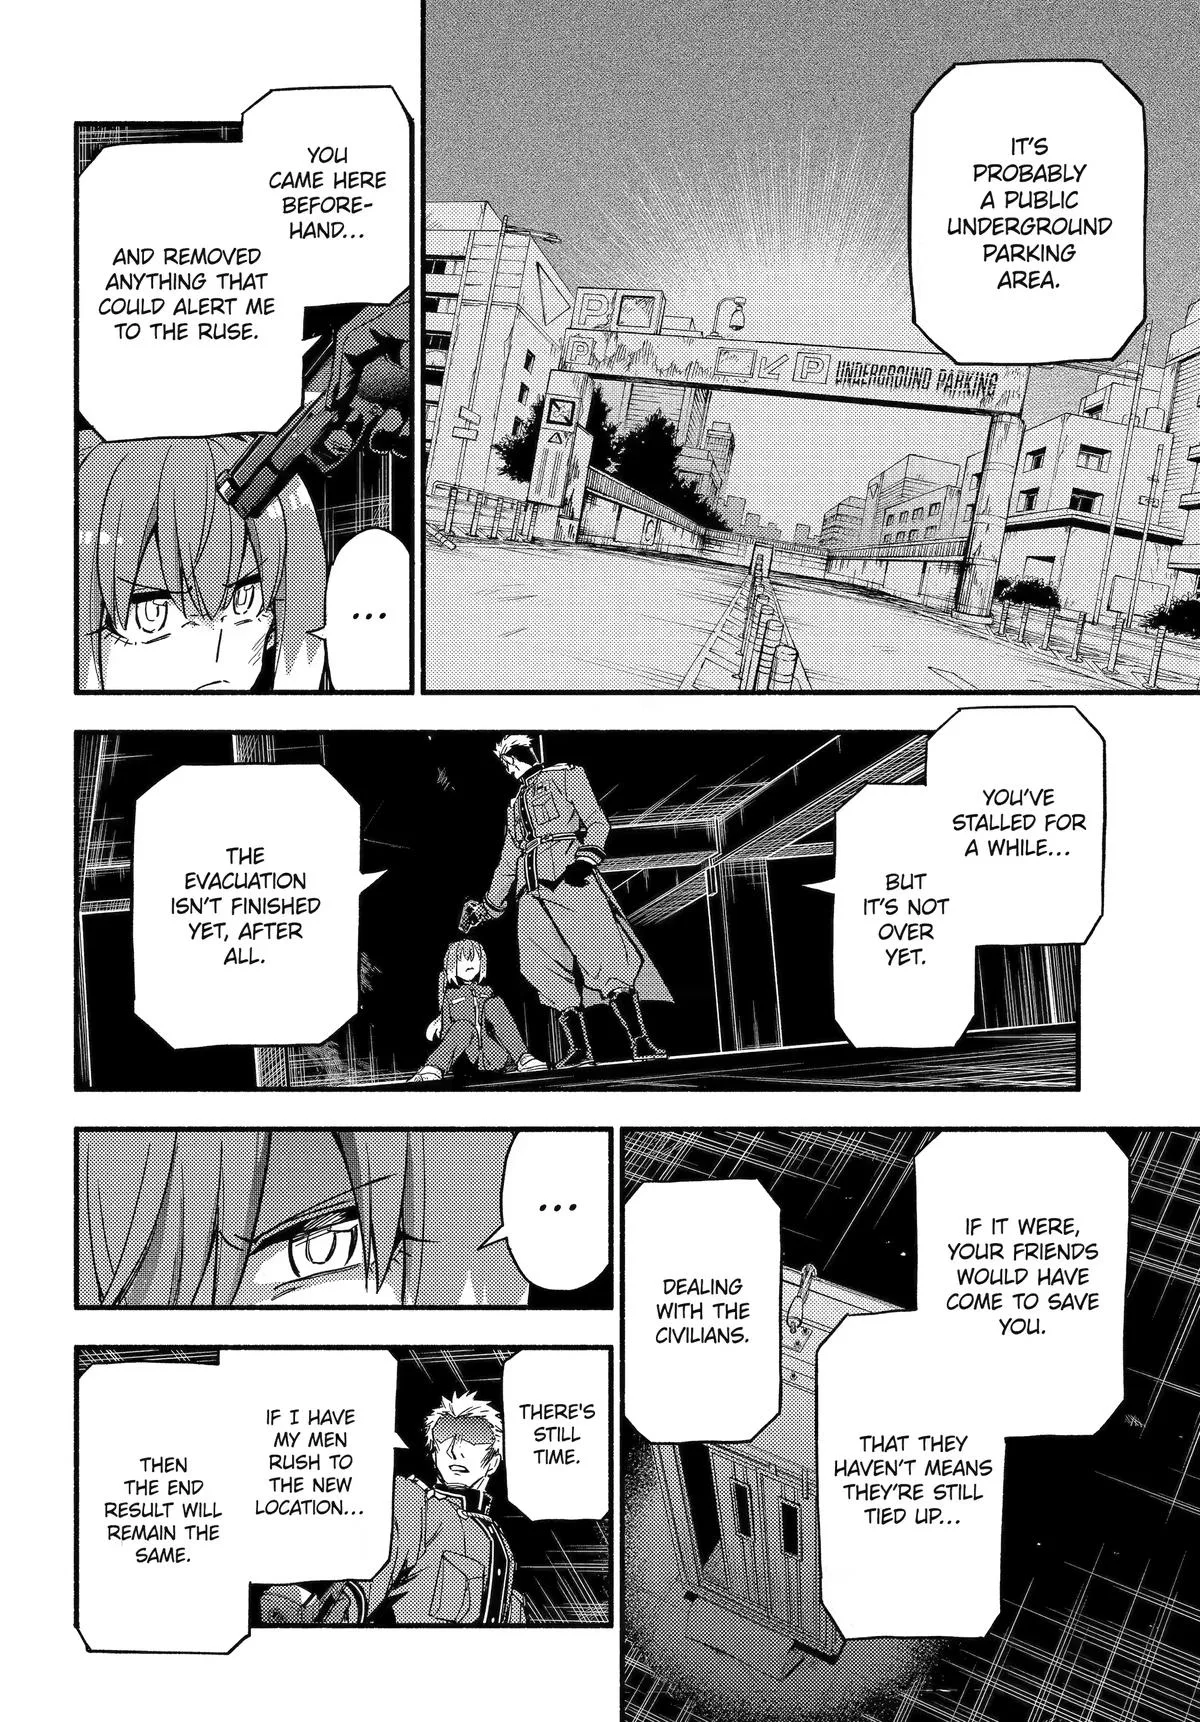 IT'S
PROBABLY
A PUBLIC
UNDERGROUND
PARKING
AREA.
P
P
P
UNDERGROUND PARKING
YOU
CAME HERE
BEFORE-
HAND...
AND REMOVED
ANYTHING THAT
COULD ALERT ME
TO THE RUSE.
...
YOU'VE
STALLED FOR
A WHILE...
BUT
IT'S NOT
OVER
YET.
THE
EVACUATION
ISN'T FINISHED
YET, AFTER
ALL.
IF IT WERE,
YOUR FRIENDS
WOULD HAVE
COME TO SAVE
YOU.
THAT THEY
HAVEN'T MEANS
THEY'RE STILL
TIED UP...
DEALING
WITH THE
CIVILIANS.
...
THERE'S
STILL
TIME.
IF I HAVE
MY MEN
RUSH TO
THE NEW
LOCATION...
THEN
THE END
RESULT WILL
REMAIN THE
SAME.